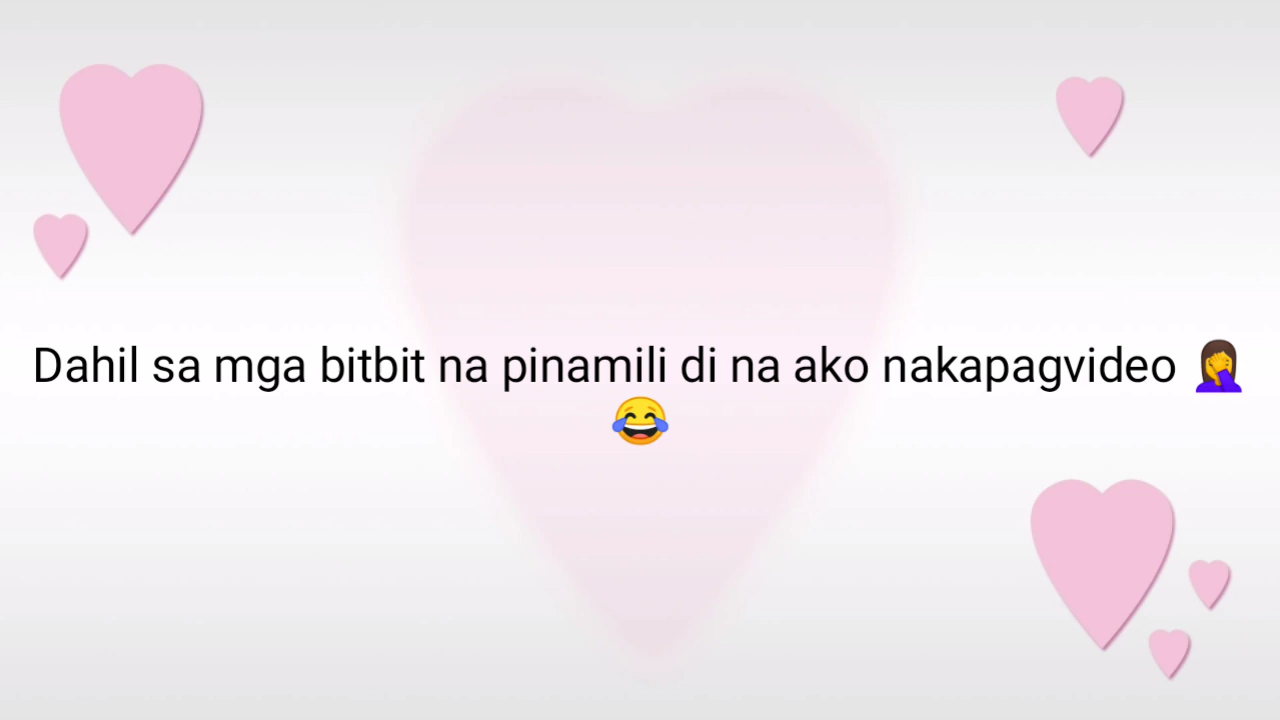 Dahil sa mga bitbit na pinamili di na ako nakapagvideo 🤦‍♀️
😂